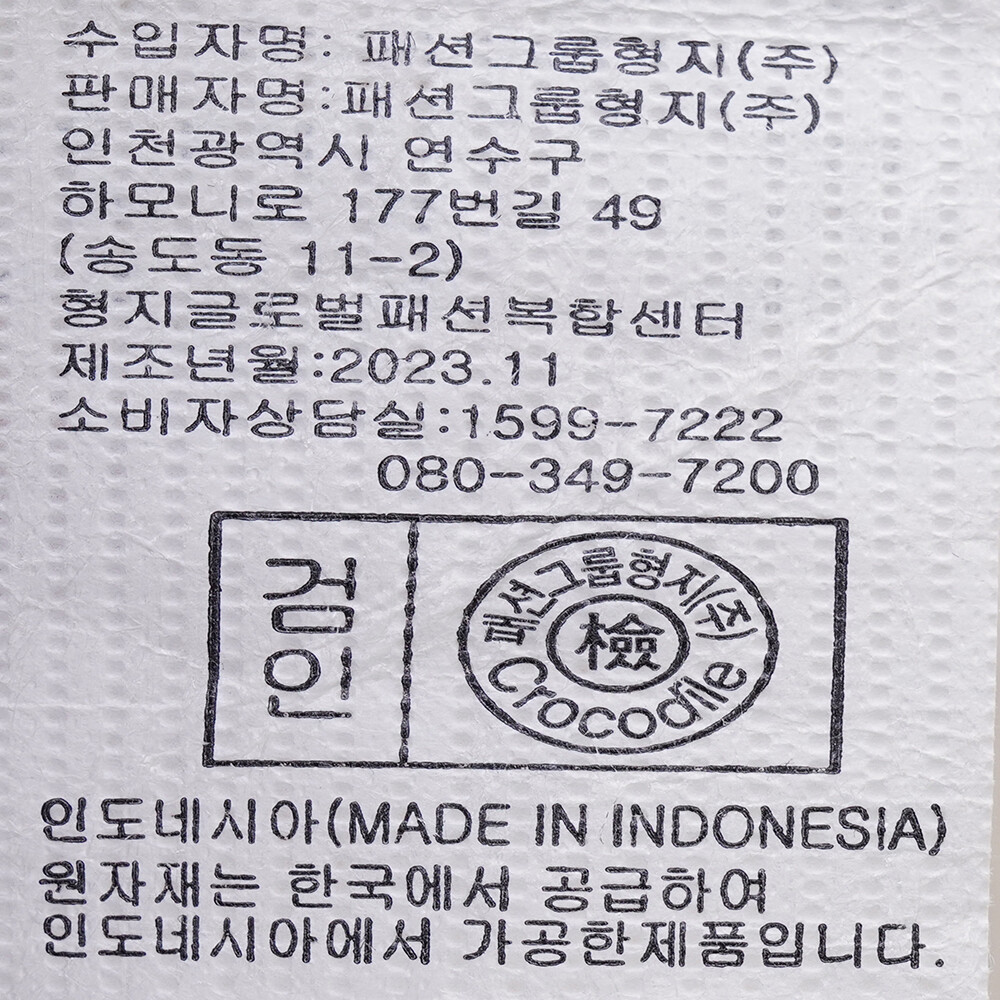 수입자명: 패션그룹형지(주)
판매자명:패션그룹형지(주)
인천광역시 연수구
하모니로 177번길 49
(송도동 11-2)
형지글로벌패션복합센터
제조년월:2023.11
소비자상담실:1599-7222
080-349-7200
검
인
패션그룹형지(주)
檢
Crocodile
인도네시아(MADE IN INDONESIA)
원자재는 한국에서 공급하여
인도네시아에서 가공한제품입니다.